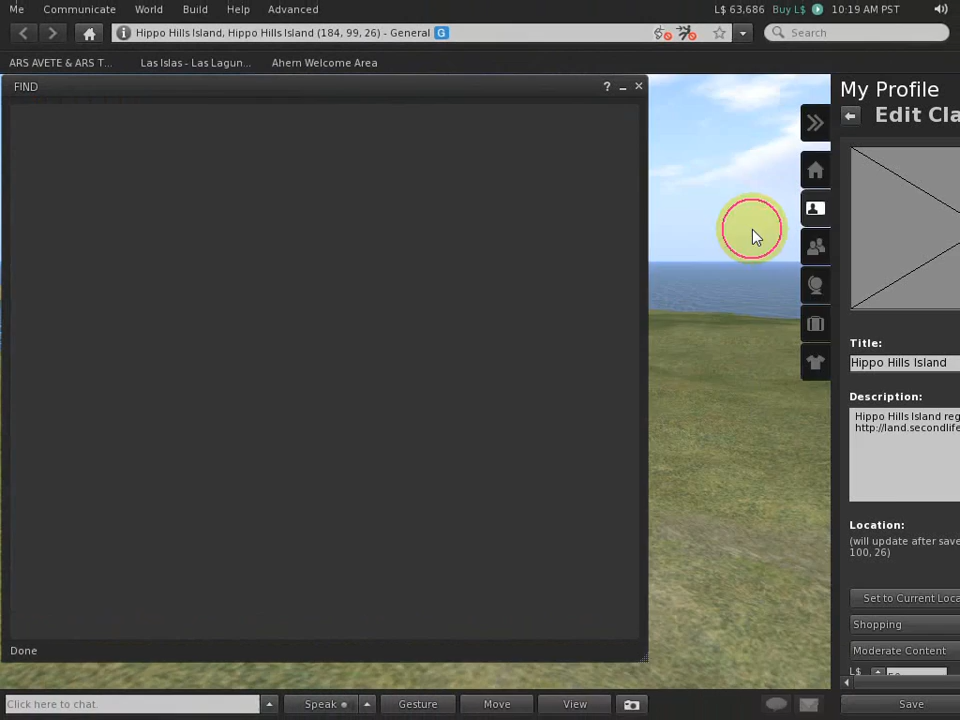 Me Communicate World Build Help Advanced L$ 63,686 Buy L$ 10:19 AM PST
Hippo Hills Island, Hippo Hills Island (184, 99, 26) - General G Search
ARS AVETE & ARS T... Las Islas - Las Lagun... Ahern Welcome Area
FIND ?
My Profile
Edit Cla
Title:
Hippo Hills Island
Description:
Hippo Hills Island reg
http://land.secondlife
Location:
(will update after save
100, 26)
Set to Current Loca
Shopping
Moderate Content
L$
Done
Click here to chat. Speak Gesture Move View Save